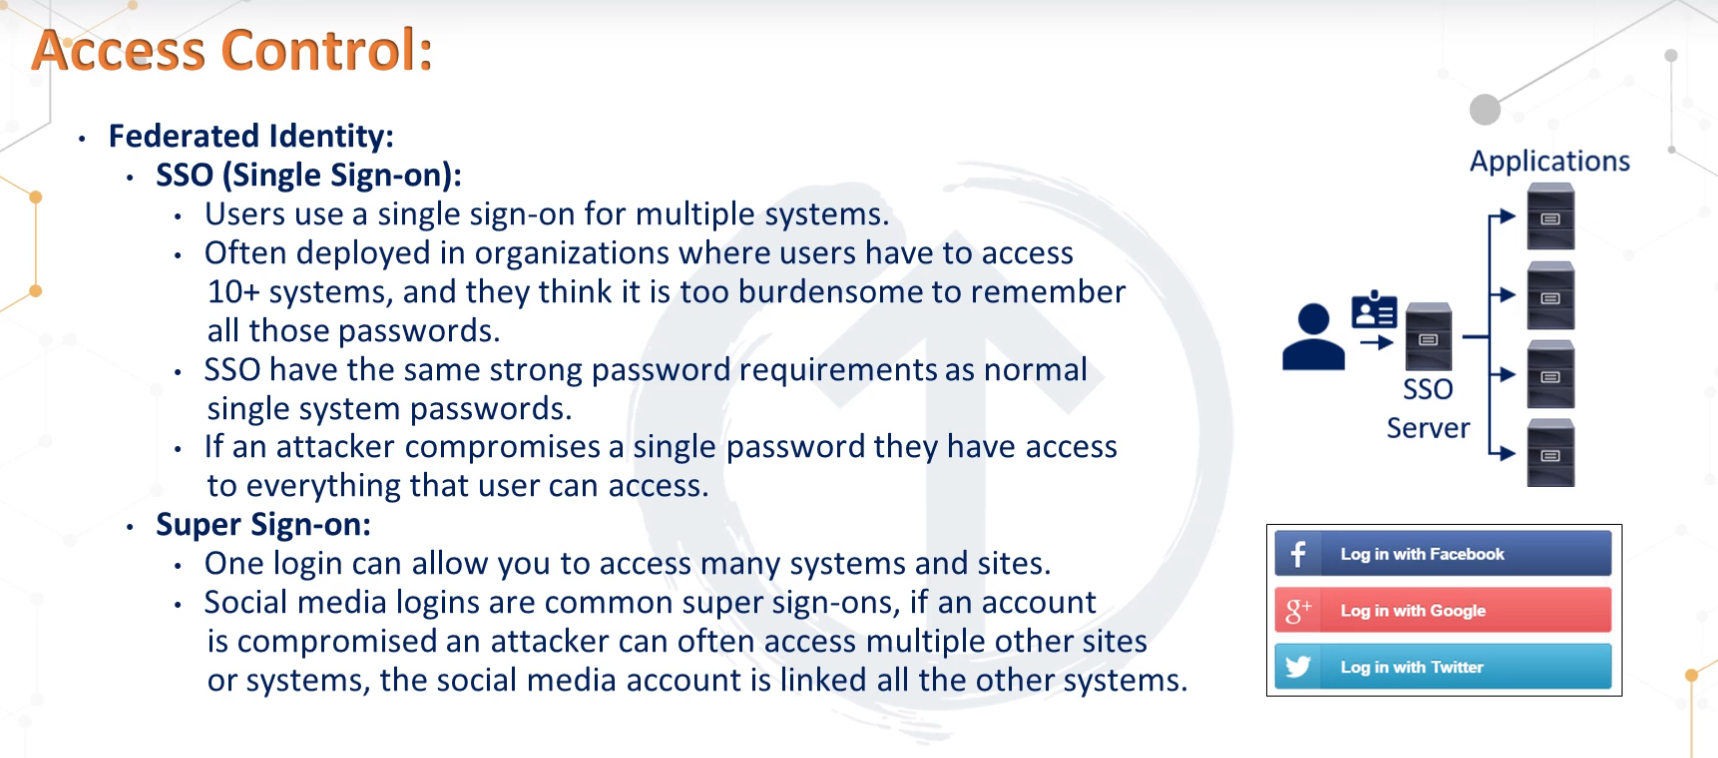 Access Control:
• Federated Identity:
• SSO (Single Sign-on):
• Users use a single sign-on for multiple systems.
• Often deployed in organizations where users have to access
10+ systems, and they think it is too burdensome to remember
all those passwords.
• SSO have the same strong password requirements as normal
single system passwords.
• If an attacker compromises a single password they have access
to everything that user can access.
• Super Sign-on:
• One login can allow you to access many systems and sites.
• Social media logins are common super sign-ons, if an account
is compromised an attacker can often access multiple other sites
or systems, the social media account is linked all the other systems.
Applications
SSO
Server
f Log in with Facebook
g+ Log in with Google
Log in with Twitter